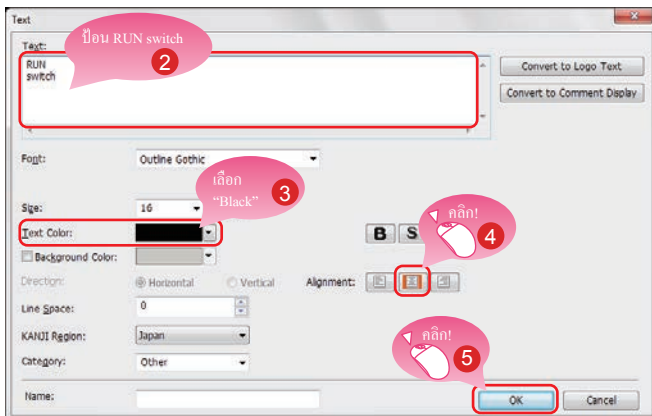 Text
ป้อน RUN switch
2
Text:
RUN
switch
Convert to Logo Text
Convert to Comment Display
Font:
Outline Gothic
เลือก
“Black”
3
Size:
16
Text Color:
B
S
คลิก!
4
Background Color:
Direction:
Horizontal
Vertical
Alignment:
Line Space:
0
KANJI Region:
Japan
คลิก!
5
Category:
Other
Name:
OK
Cancel